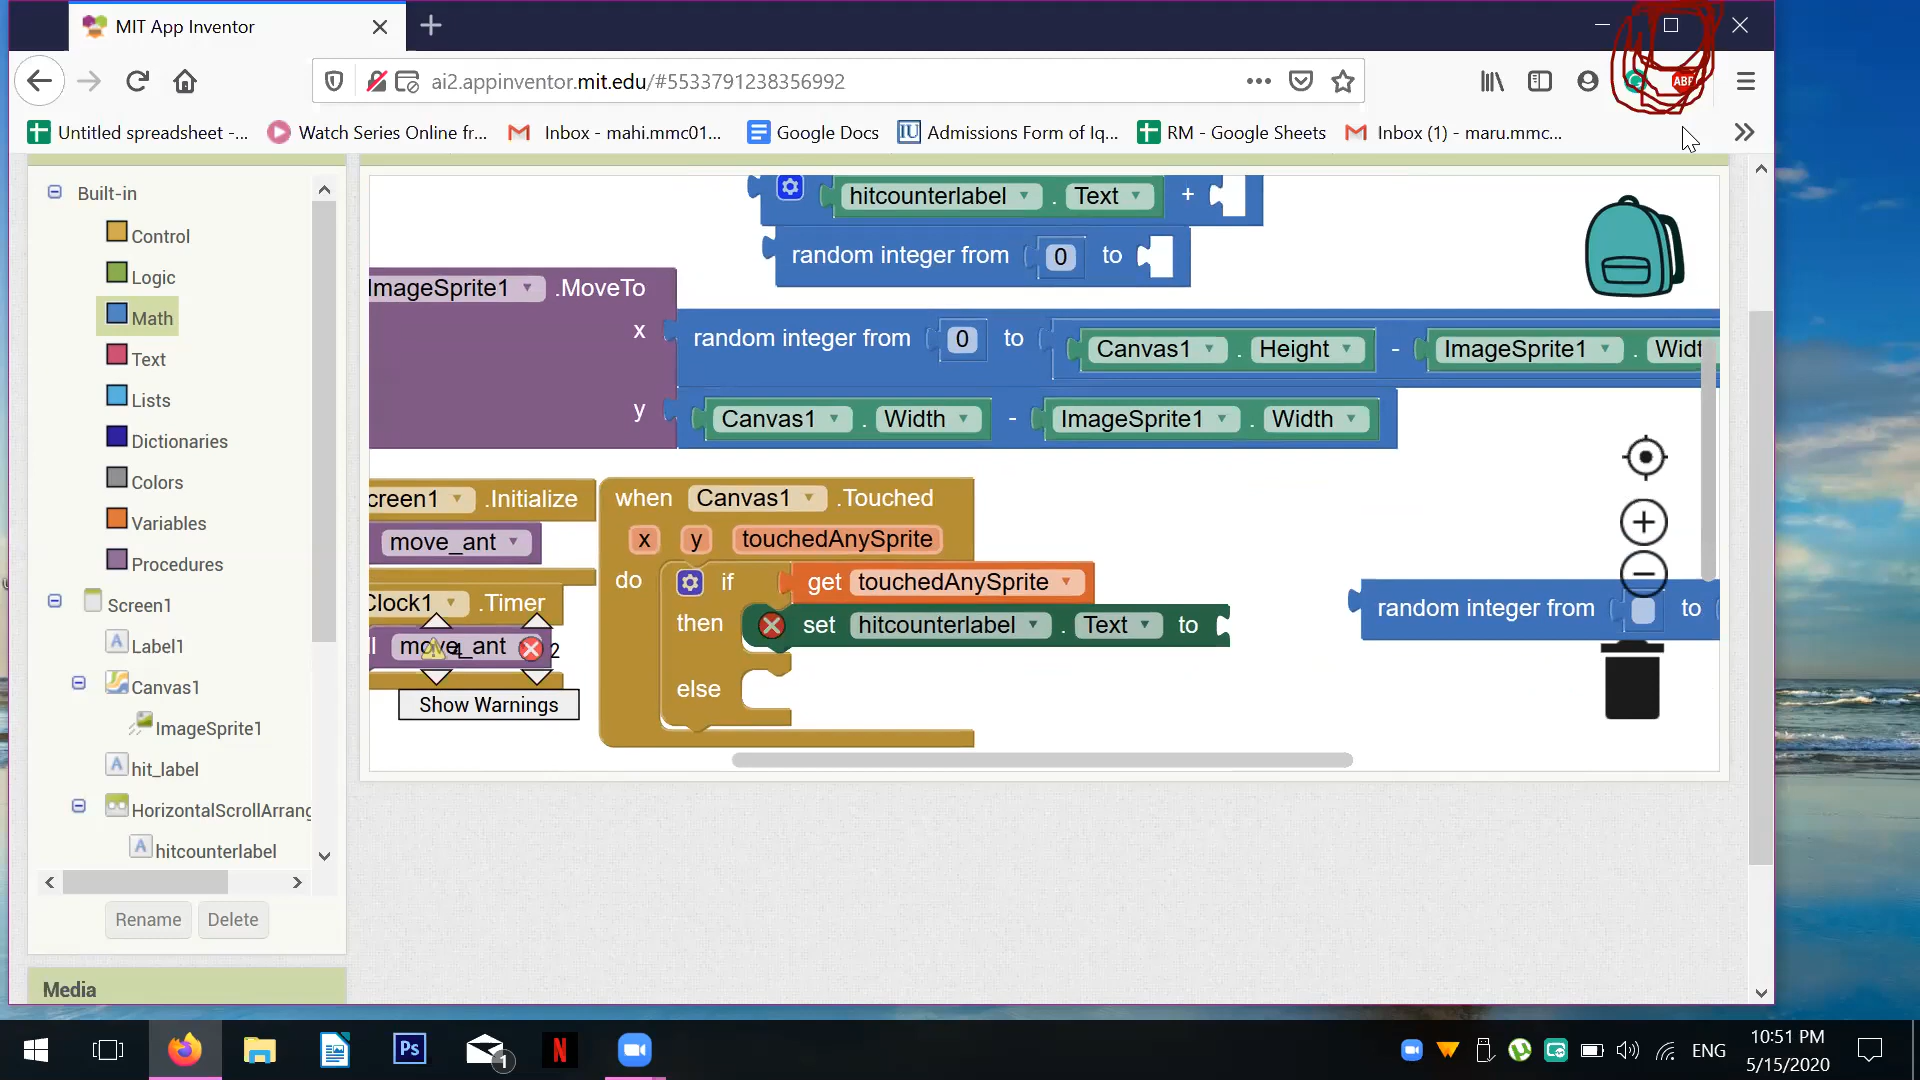 MIT App Inventor
ai2.appinventor.mit.edu/#5533791238356992
ABP
Untitled spreadsheet -...
Watch Series Online fr...
Inbox - mahi.mmc01...
Google Docs
IU
Admissions Form of Iq...
RM - Google Sheets
Inbox (1) - maru.mmc...
Built-in
Control
Logic
Math
Text
Lists
Dictionaries
Colors
Variables
Procedures
Screen1
Label1
Canvas1
ImageSprite1
hit_label
HorizontalScrollArrang
hitcounterlabel
Rename
Delete
Media
hitcounterlabel . Text +
random integer from 0 to
ImageSprite1 .MoveTo
x random integer from 0 to Canvas1 . Height - ImageSprite1 . Widt
y Canvas1 . Width - ImageSprite1 . Width
creen1 .Initialize
move_ant
Clock1 .Timer
l move_ant
4
2
Show Warnings
when Canvas1 .Touched
x y touchedAnySprite
do if get touchedAnySprite
then set hitcounterlabel . Text to
else
random integer from to
Ps
1
N
ENG
10:51 PM
5/15/2020